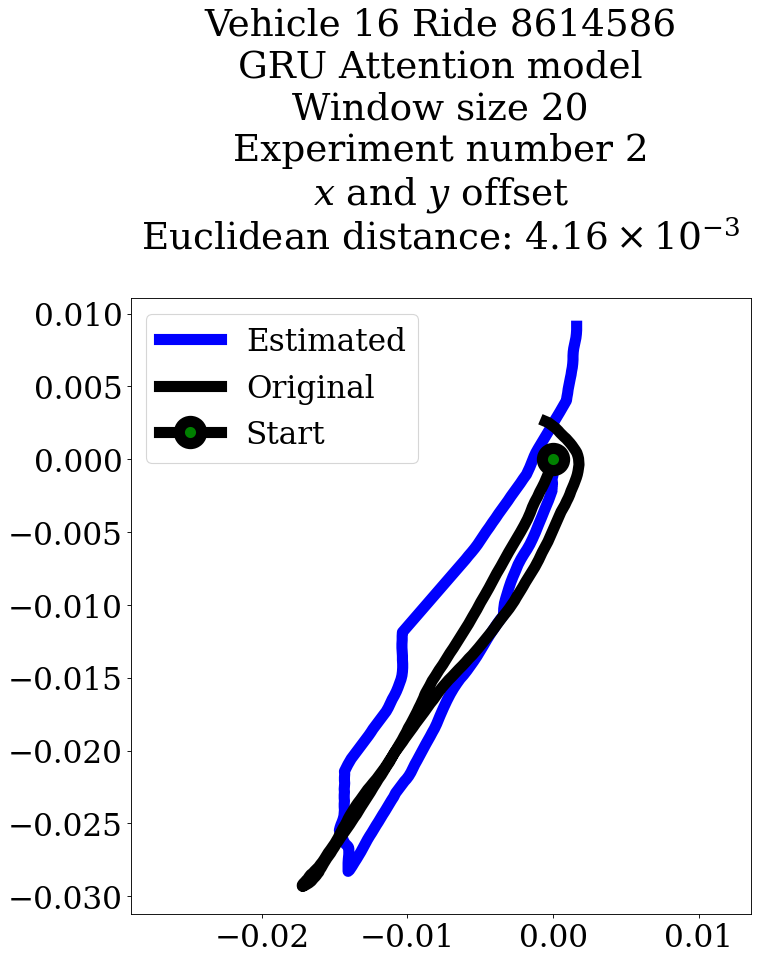 Vehicle 16 Ride 8614586
GRU Attention model
Window size 20
Experiment number 2
x and y offset
Euclidean distance: 4.16 × 10⁻³
0.010
0.005
0.000
−0.005
−0.010
−0.015
−0.020
−0.025
−0.030
Estimated
Original
Start
−0.02
−0.01
0.00
0.01